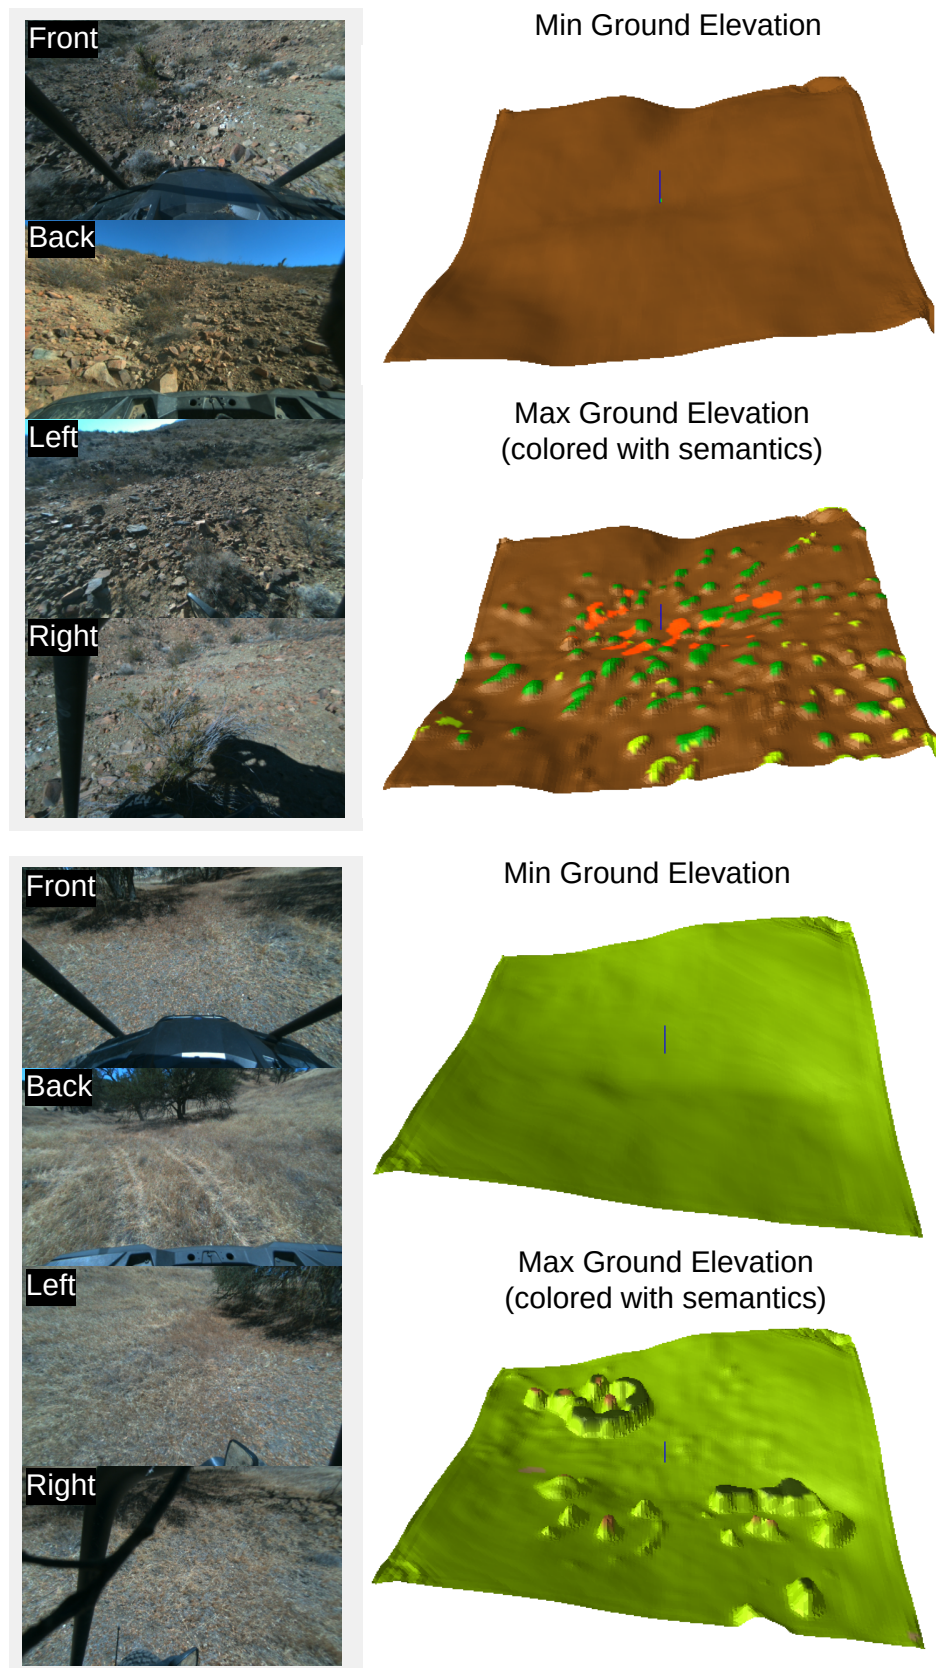 Front
Back
Left
Right
Min Ground Elevation
Max Ground Elevation
(colored with semantics)
Front
Back
Left
Right
Min Ground Elevation
Max Ground Elevation
(colored with semantics)